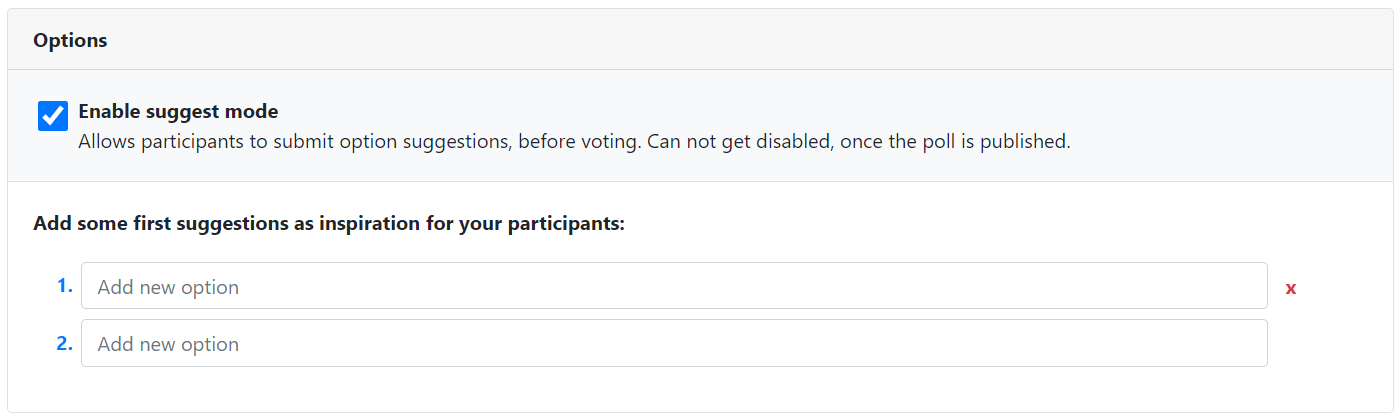 Options
Enable suggest mode
Allows participants to submit option suggestions, before voting. Can not get disabled, once the poll is published.
Add some first suggestions as inspiration for your participants:
1. Add new option x
2. Add new option